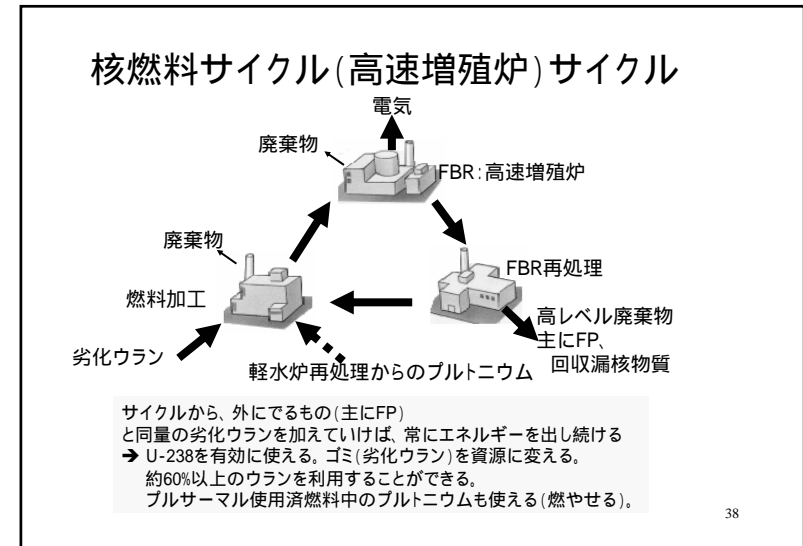 核燃料サイクル(高速増殖炉)サイクル
電気
廃棄物
FBR:高速増殖炉
廃棄物
FBR再処理
燃料加工
高レベル廃棄物
主にFP、
回収漏核物質
劣化ウラン
軽水炉再処理からのプルトニウム
サイクルから、外にでるもの(主にFP)
と同量の劣化ウランを加えていけば、常にエネルギーを出し続ける
➔ U-238を有効に使える。ゴミ(劣化ウラン)を資源に変える。
約60%以上のウランを利用することができる。
プルサーマル使用済燃料中のプルトニウムも使える(燃やせる)。
38